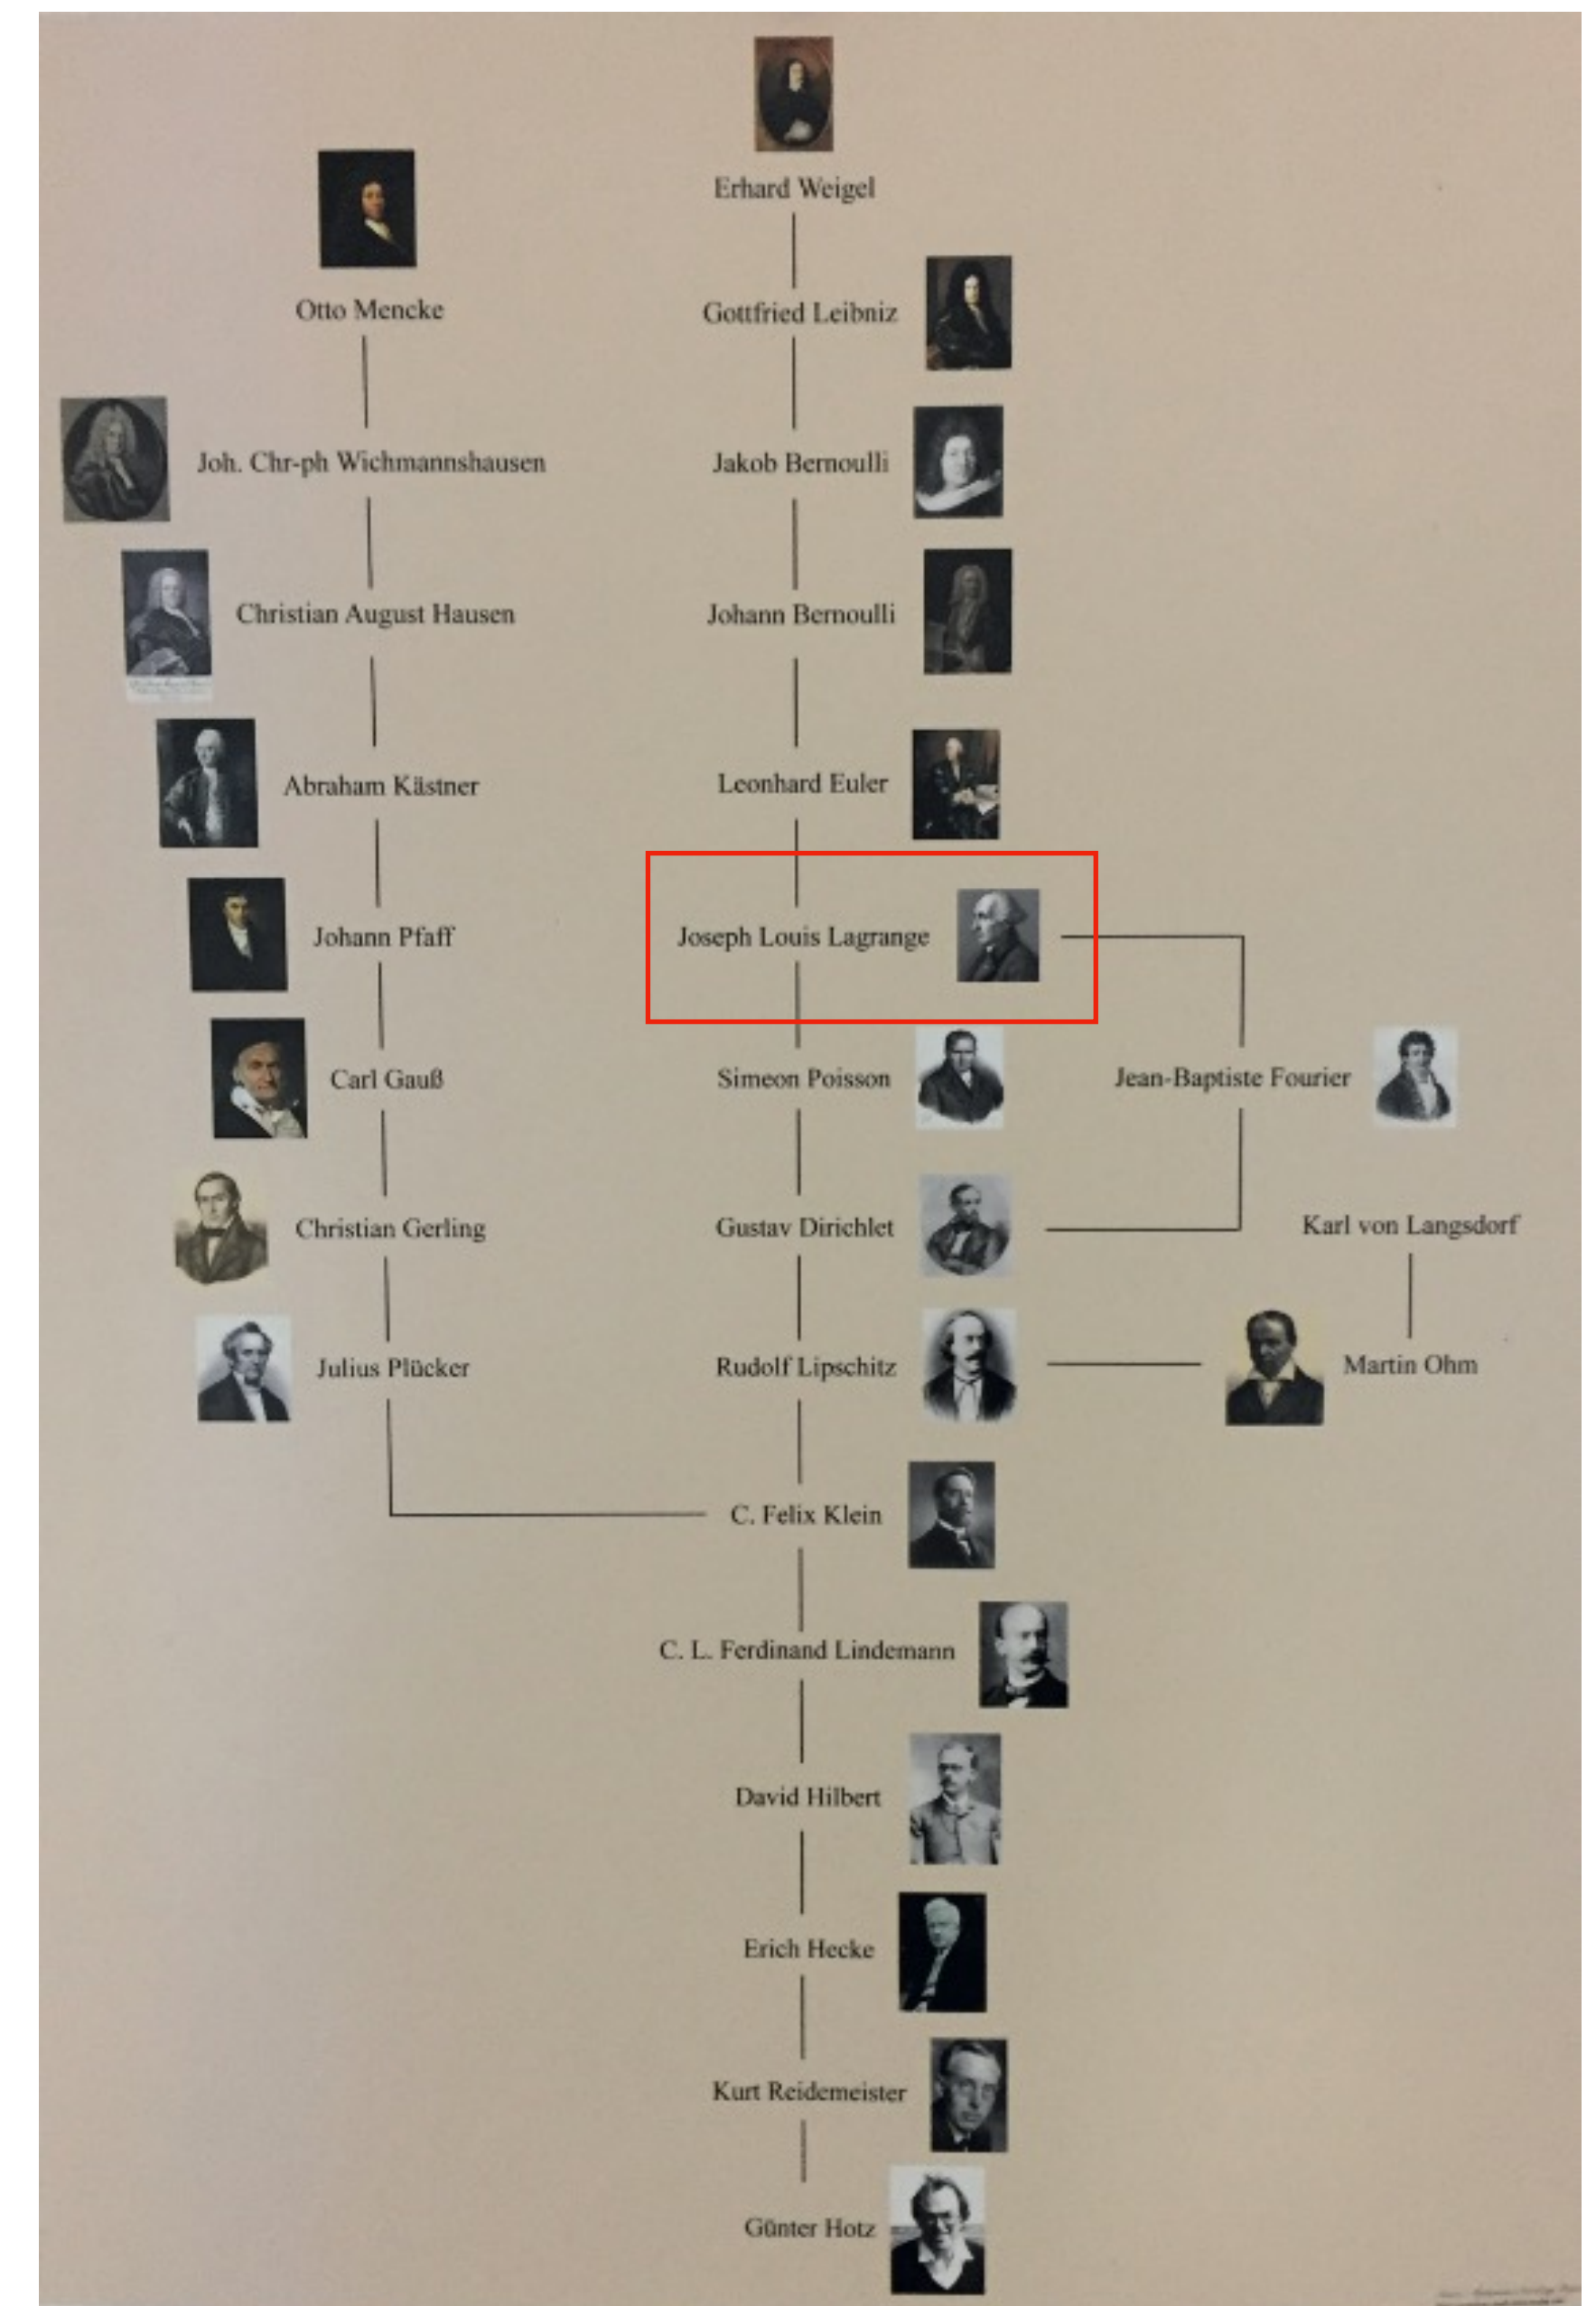 Erhard Weigel
Otto Mencke
Gottfried Leibniz
Joh. Chr-ph Wichmannshausen
Jakob Bernoulli
Christian August Hausen
Johann Bernoulli
Abraham Kästner
Leonhard Euler
Johann Pfaff
Joseph Louis Lagrange
Carl Gauß
Simeon Poisson
Jean-Baptiste Fourier
Christian Gerling
Gustav Dirichlet
Karl von Langsdorf
Julius Plücker
Rudolf Lipschitz
Martin Ohm
C. Felix Klein
C. L. Ferdinand Lindemann
David Hilbert
Erich Hecke
Kurt Reidemeister
Günter Hotz